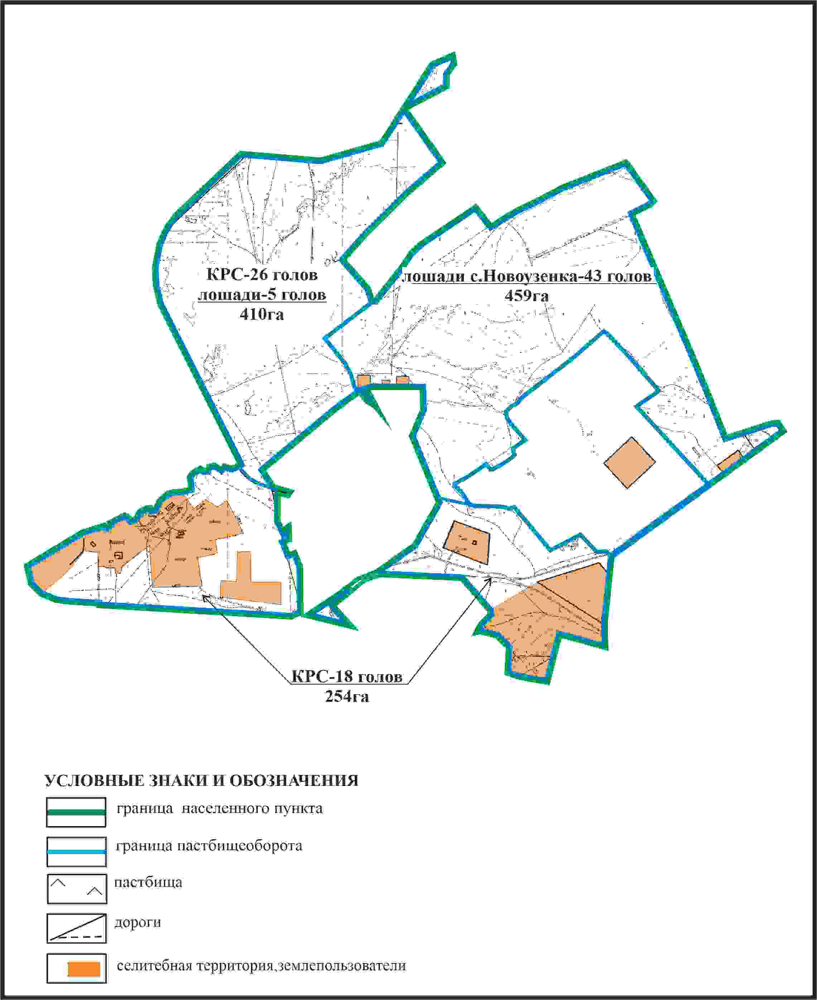 КРС-26 голов
лошади-5 голов
410га
лошади с.Новоузенка-43 голов
459га
КРС-18 голов
254га
УСЛОВНЫЕ ЗНАКИ И ОБОЗНАЧЕНИЯ
граница населенного пункта
граница пастбищеоборота
пастбища
дороги
селитебная территория,землепользователи